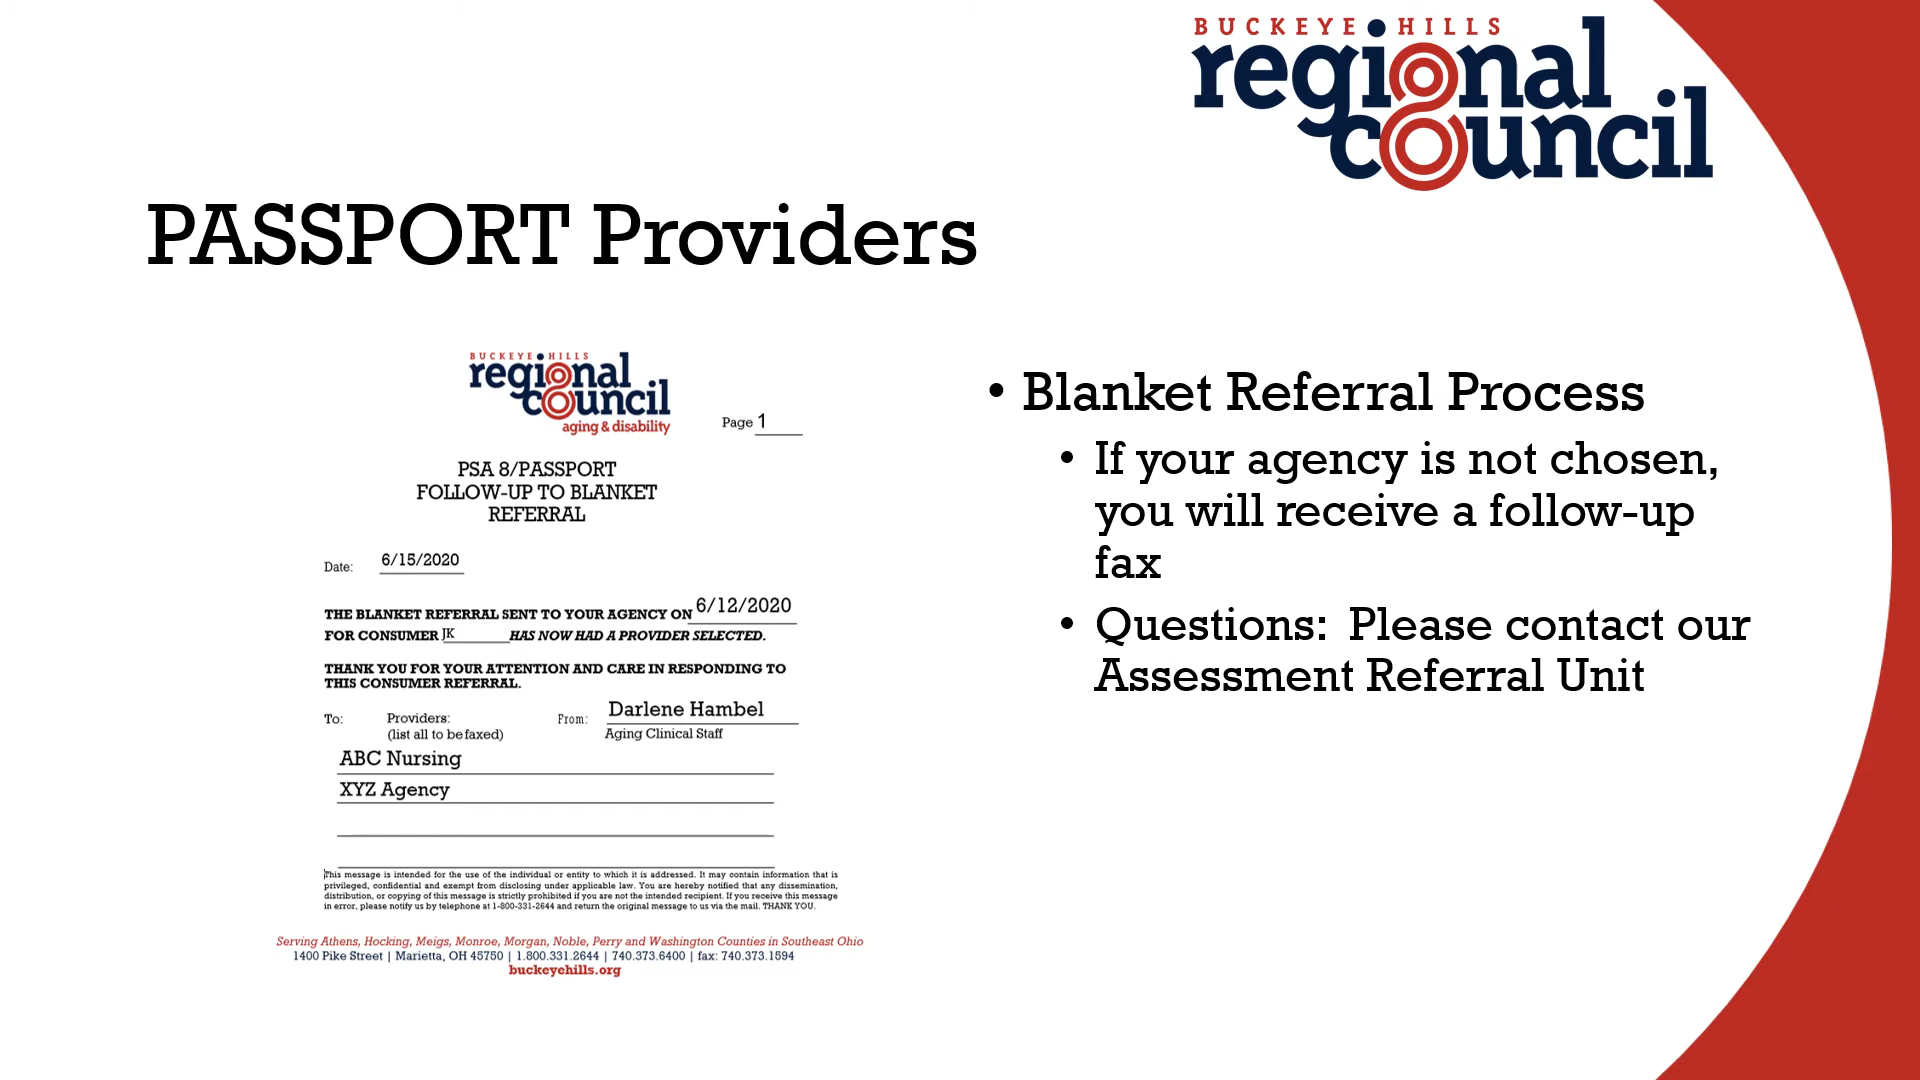 BUCKEYE HILLS
regional
council
PASSPORT Providers
BUCKEYE HILLS
regional
council
aging & disability
Page 1
PSA 8/PASSPORT
FOLLOW-UP TO BLANKET
REFERRAL
Date: 6/15/2020
THE BLANKET REFERRAL SENT TO YOUR AGENCY ON 6/12/2020
FOR CONSUMER JK HAS NOW HAD A PROVIDER SELECTED.
THANK YOU FOR YOUR ATTENTION AND CARE IN RESPONDING TO
THIS CONSUMER REFERRAL.
To: Providers: From: Darlene Hambel
(list all to be faxed) Aging Clinical Staff
ABC Nursing
XYZ Agency
This message is intended for the use of the individual or entity to which it is addressed. It may contain information that is
privileged, confidential and exempt from disclosing under applicable law. You are hereby notified that any dissemination,
distribution, or copying of this message is strictly prohibited if you are not the intended recipient. If you receive this message
in error, please notify us by telephone at 1-800-331-2644 and return the original message to us via the mail. THANK YOU.
Serving Athens, Hocking, Meigs, Monroe, Morgan, Noble, Perry and Washington Counties in Southeast Ohio
1400 Pike Street | Marietta, OH 45750 | 1.800.331.2644 | 740.373.6400 | fax: 740.373.1594
buckeyehills.org
• Blanket Referral Process
• If your agency is not chosen,
you will receive a follow-up
fax
• Questions: Please contact our
Assessment Referral Unit